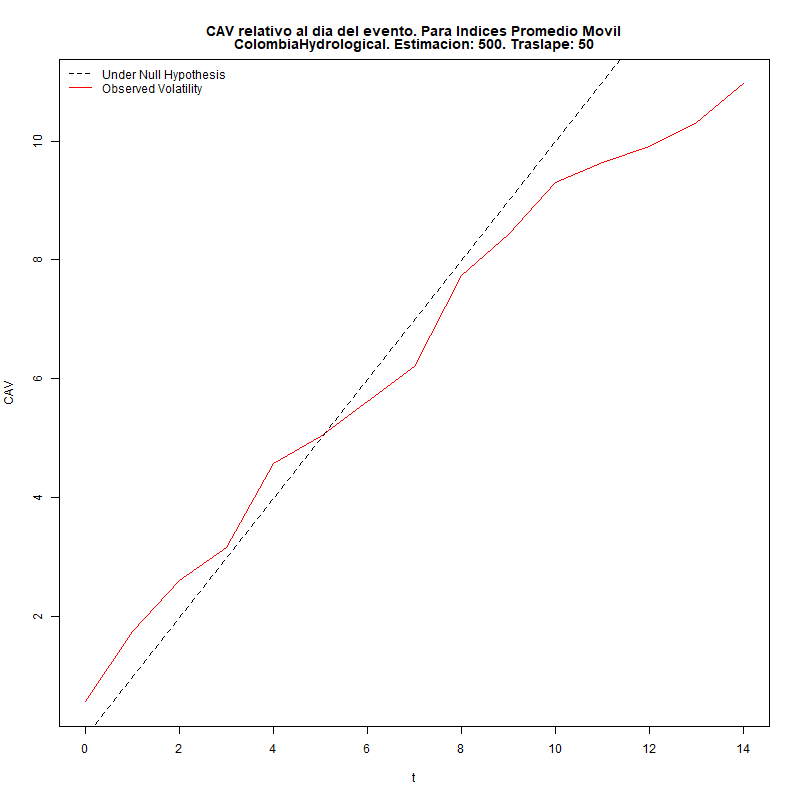 CAV relativo al dia del evento. Para Indices Promedio Movil
ColombiaHydrological. Estimacion: 500. Traslape: 50
Under Null Hypothesis
Observed Volatility
10
8
6
4
2
CAV
0 2 4 6 8 10 12 14
t